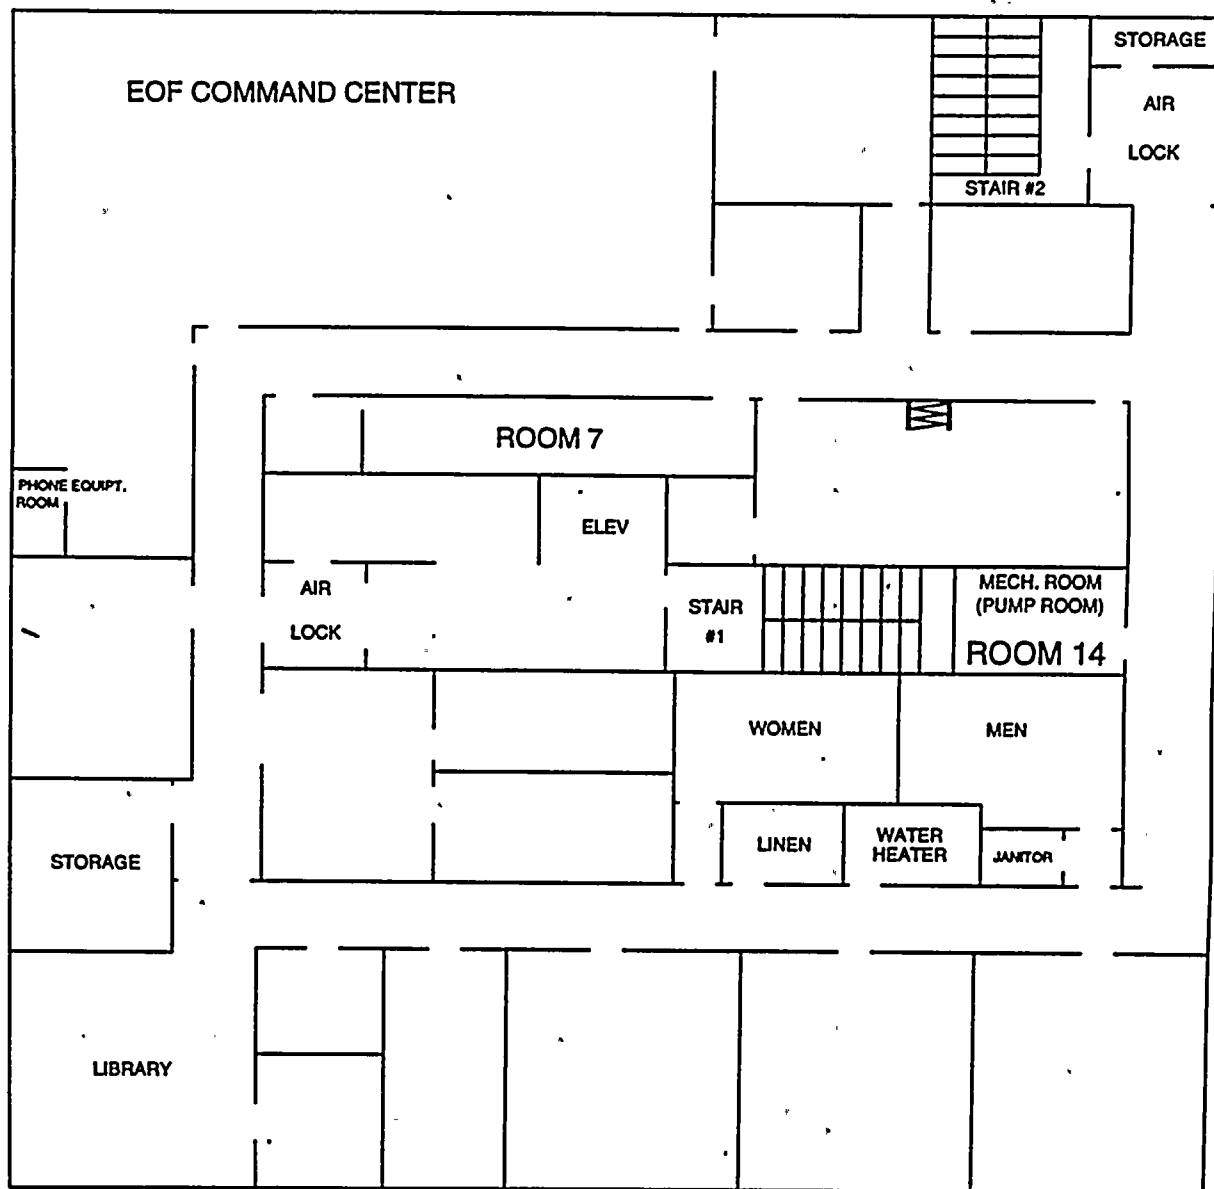 STORAGE
EOF COMMAND CENTER
AIR
LOCK
STAIR #2
ROOM 7
PHONE EQUIPT.
ROOM
ELEV
AIR
LOCK
STAIR
#1
MECH. ROOM
(PUMP ROOM)
ROOM 14
WOMEN
MEN
STORAGE
LINEN
WATER
HEATER
JANITOR
LIBRARY